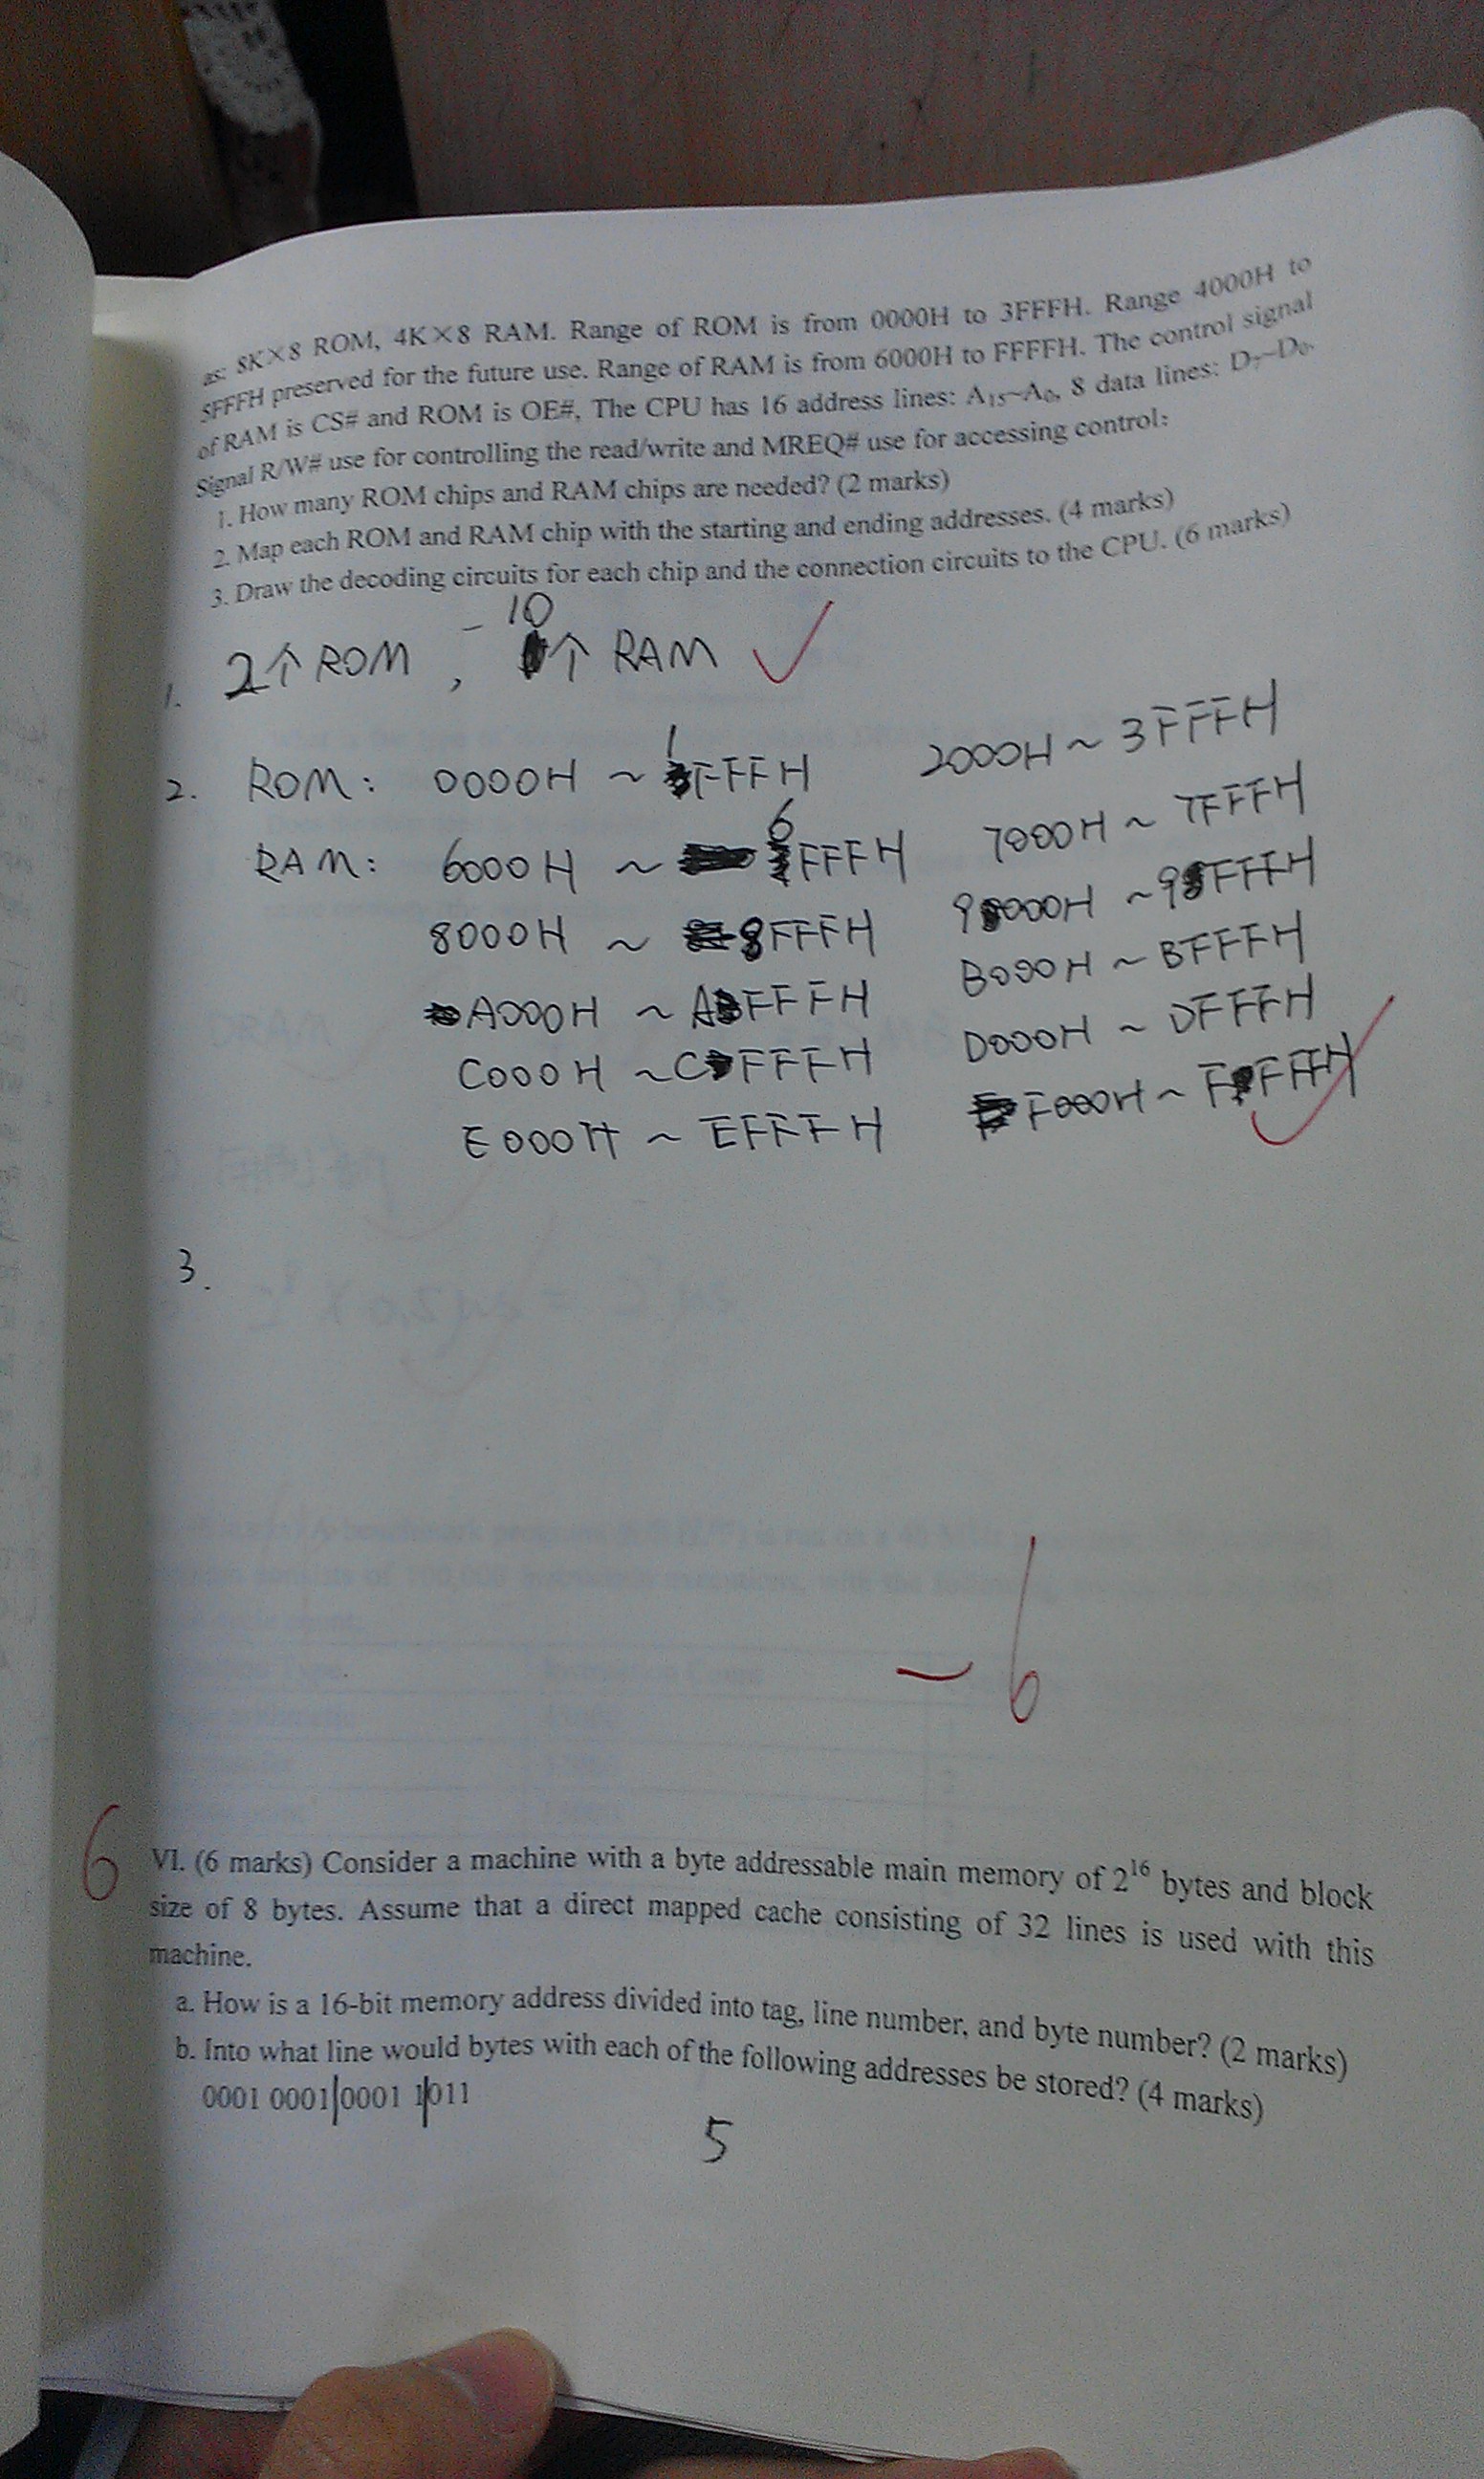 as: 8K×8 ROM, 4K×8 RAM. Range of ROM is from 0000H to 3FFFH. Range 4000H to
5FFFH preserved for the future use. Range of RAM is from 6000H to FFFFH. The control signal
of RAM is CS# and ROM is OE#, The CPU has 16 address lines: A₁₅~A₀, 8 data lines: D₇~D₀.
Signal R/W# use for controlling the read/write and MREQ# use for accessing control:
1. How many ROM chips and RAM chips are needed? (2 marks)
2. Map each ROM and RAM chip with the starting and ending addresses. (4 marks)
3. Draw the decoding circuits for each chip and the connection circuits to the CPU. (6 marks)
1. 2个ROM, 10个 RAM ✓
2. ROM: 0000H ~ 1FFFH 2000H ~ 3FFFH
RAM: 6000H ~ 6FFFH 7000H ~ 7FFFH
8000H ~ 8FFFH 9000H ~ 9FFFH
A000H ~ AFFFH B000H ~ BFFFH
C000H ~ CFFFH D000H ~ DFFFH
E000H ~ EFFFH F000H ~ FFFFH ✓
3.
-6
6
VI. (6 marks) Consider a machine with a byte addressable main memory of 2¹⁶ bytes and block
size of 8 bytes. Assume that a direct mapped cache consisting of 32 lines is used with this
machine.
a. How is a 16-bit memory address divided into tag, line number, and byte number? (2 marks)
b. Into what line would bytes with each of the following addresses be stored? (4 marks)
0001 0001|0001 1|011
5